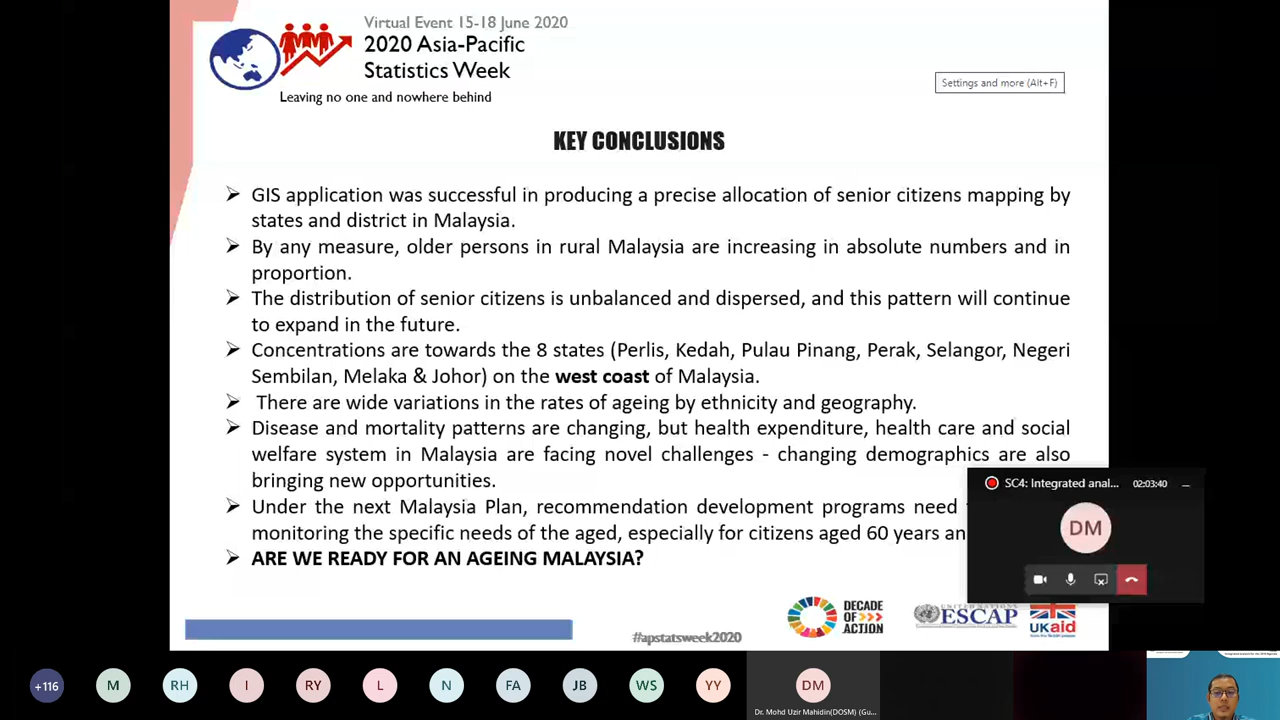 Virtual Event 15-18 June 2020
2020 Asia-Pacific
Statistics Week
Leaving no one and nowhere behind
Settings and more (Alt+F)
KEY CONCLUSIONS
➢ GIS application was successful in producing a precise allocation of senior citizens mapping by
states and district in Malaysia.
➢ By any measure, older persons in rural Malaysia are increasing in absolute numbers and in
proportion.
➢ The distribution of senior citizens is unbalanced and dispersed, and this pattern will continue
to expand in the future.
➢ Concentrations are towards the 8 states (Perlis, Kedah, Pulau Pinang, Perak, Selangor, Negeri
Sembilan, Melaka & Johor) on the west coast of Malaysia.
➢ There are wide variations in the rates of ageing by ethnicity and geography.
➢ Disease and mortality patterns are changing, but health expenditure, health care and social
welfare system in Malaysia are facing novel challenges - changing demographics are also
bringing new opportunities.
➢ Under the next Malaysia Plan, recommendation development programs need
monitoring the specific needs of the aged, especially for citizens aged 60 years an
➢ ARE WE READY FOR AN AGEING MALAYSIA?
SC4: Integrated anal... 02:03:40
DM
DECADE
OF >>>
ACTION
UNITED NATIONS
ESCAP
UKaid
#apstatsweek2020
+116 M RH I RY L N FA JB WS YY DM
Dr. Mohd Uzir Mahidin(DOSM) (Gu...